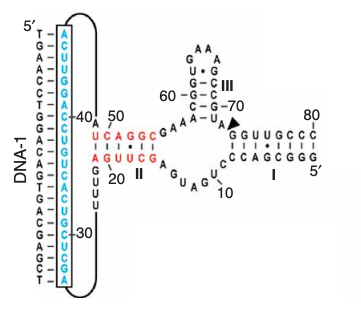 5′
T G A A C C T G G A C A G T G A C G A G C T
A C U U G G A C C U G U C A C U G C U C G A
DNA-1
40
30
A
50
U C A G G C G A A A
A G U U C G A G U A G U C
20
II
G U U U U
60
G A A A
U • G
G C
G C
C G
U A
III
70
80
G G U U G C C C
C C A G C G G G
5′
10
I